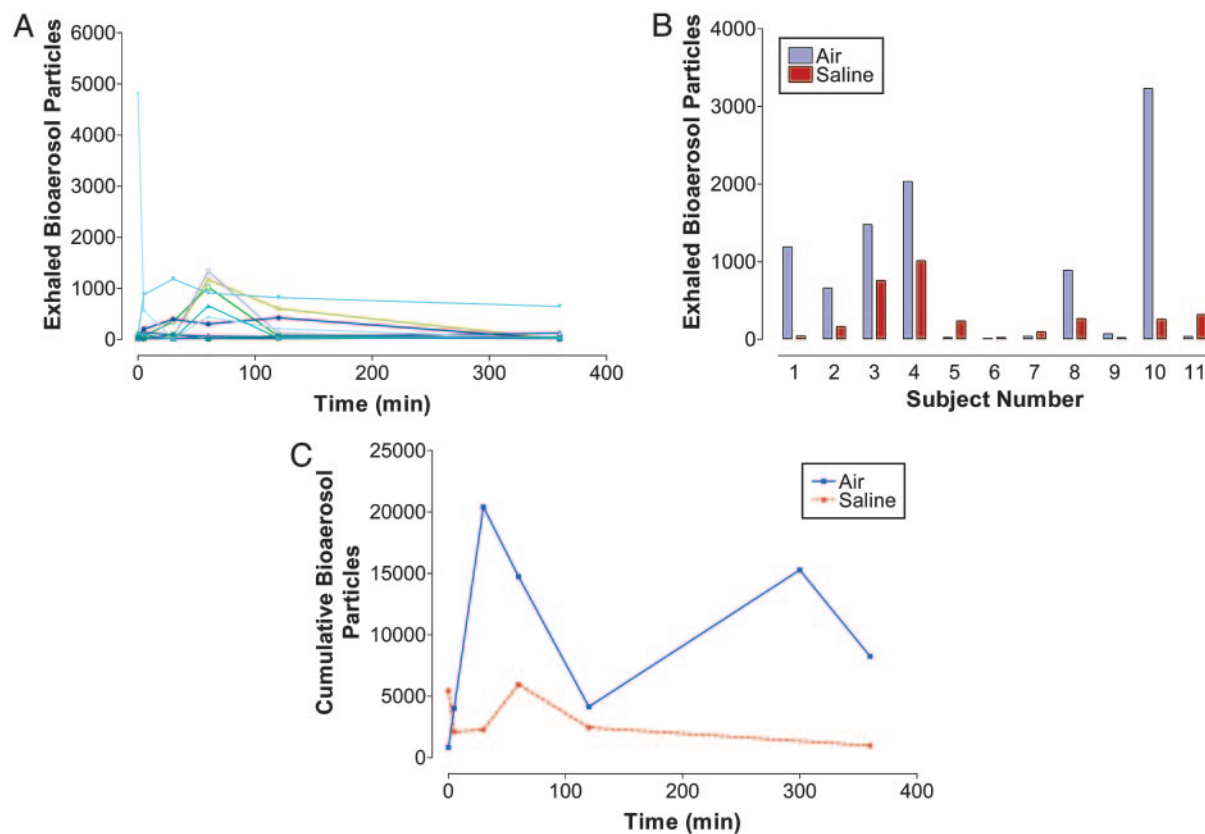 A
Exhaled Bioaerosol Particles
6000
5000
4000
3000
2000
1000
0
0 100 200 300 400
Time (min)
B
Exhaled Bioaerosol Particles
4000
3000
2000
1000
0
Air
Saline
1 2 3 4 5 6 7 8 9 10 11
Subject Number
C
Cumulative Bioaerosol
Particles
25000
20000
15000
10000
5000
0
Air
Saline
0 100 200 300 400
Time (min)